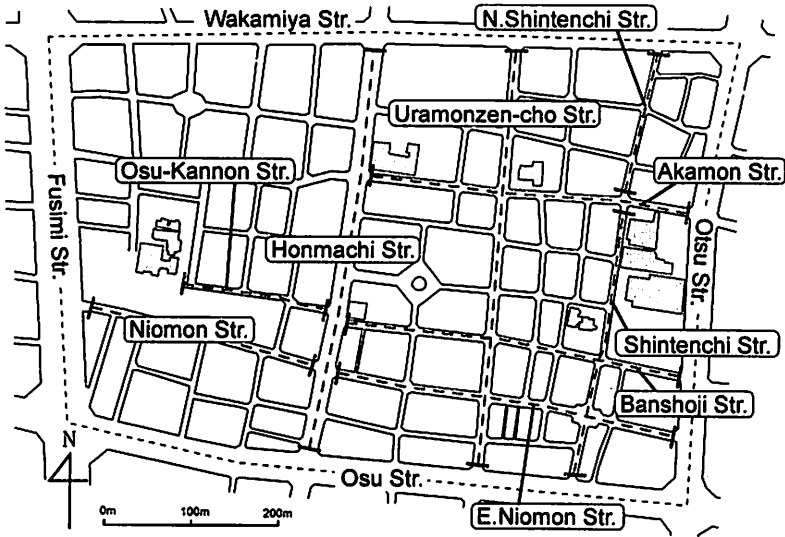 Wakamiya Str.
N.Shintenchi Str.
Uramonzen-cho Str.
Osu-Kannon Str.
Akamon Str.
Fusimi Str.
Otsu Str.
Honmachi Str.
Niomon Str.
Shintenchi Str.
Banshoji Str.
N
Osu Str.
0m 100m 200m
E.Niomon Str.